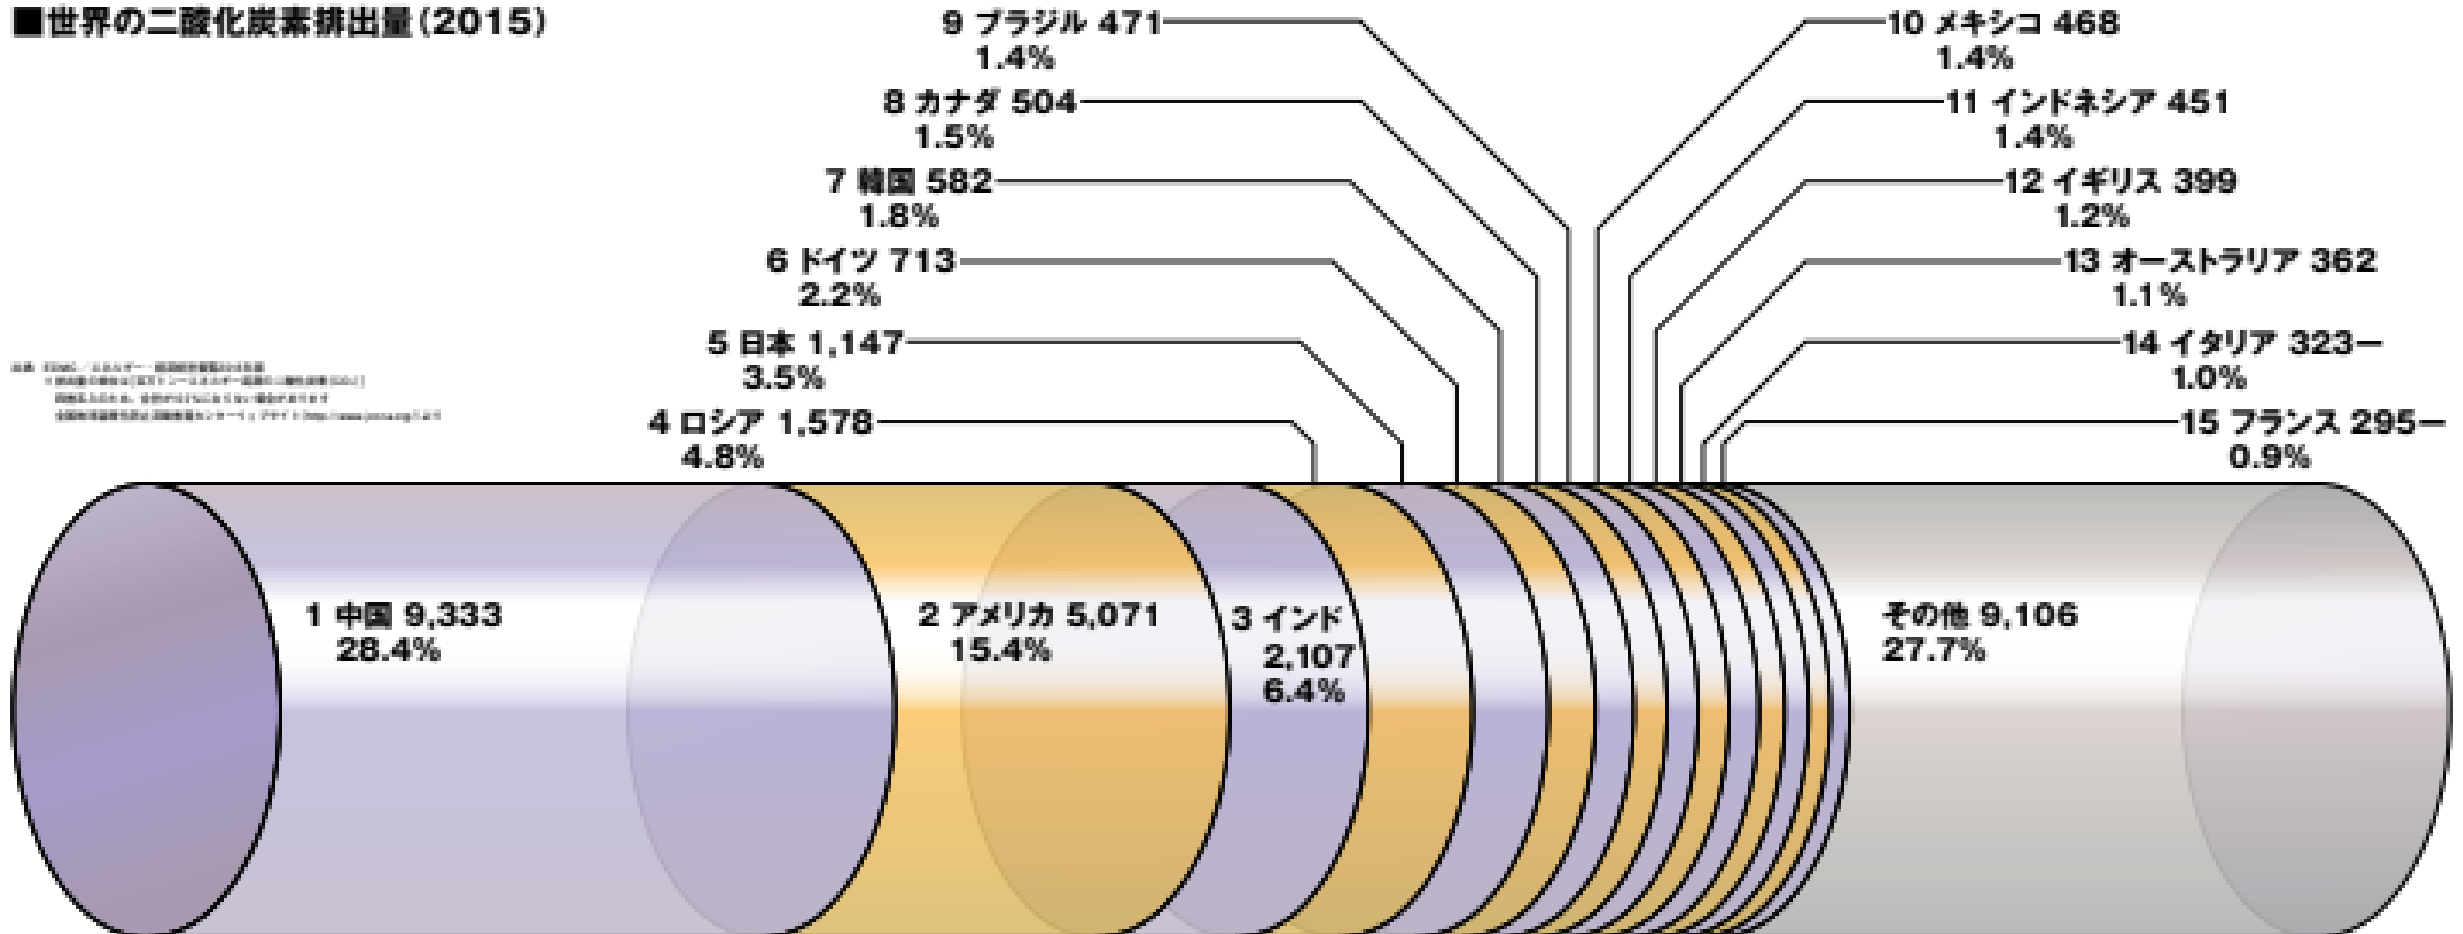 ■世界の二酸化炭素排出量(2015)
9 ブラジル 471
1.4%
8 カナダ 504
1.5%
7 韓国 582
1.8%
6 ドイツ 713
2.2%
5 日本 1,147
3.5%
4 ロシア 1,578
4.8%
10 メキシコ 468
1.4%
11 インドネシア 451
1.4%
12 イギリス 399
1.2%
13 オーストラリア 362
1.1%
14 イタリア 323
1.0%
15 フランス 295
0.9%
1 中国 9,333
28.4%
2 アメリカ 5,071
15.4%
3 インド
2,107
6.4%
その他 9,106
27.7%